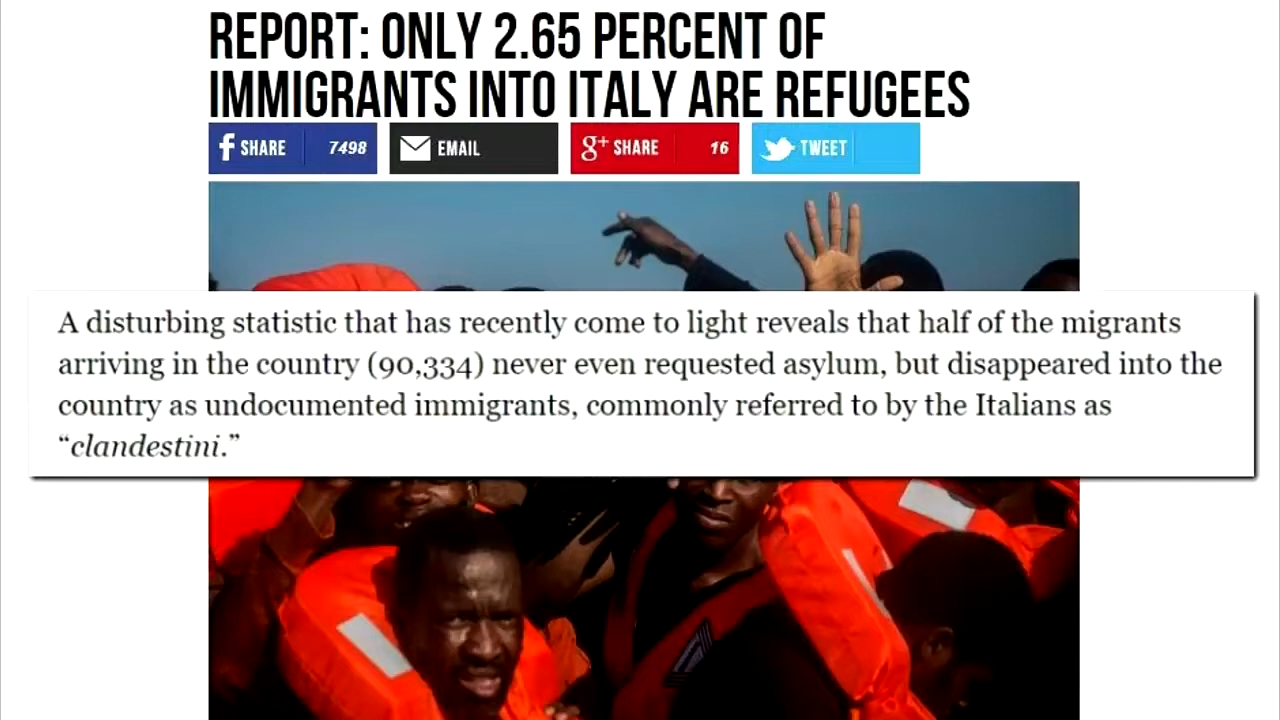 REPORT: ONLY 2.65 PERCENT OF
IMMIGRANTS INTO ITALY ARE REFUGEES
f SHARE 7498 EMAIL g+ SHARE 16 TWEET
A disturbing statistic that has recently come to light reveals that half of the migrants
arriving in the country (90,334) never even requested asylum, but disappeared into the
country as undocumented immigrants, commonly referred to by the Italians as
“clandestini.”